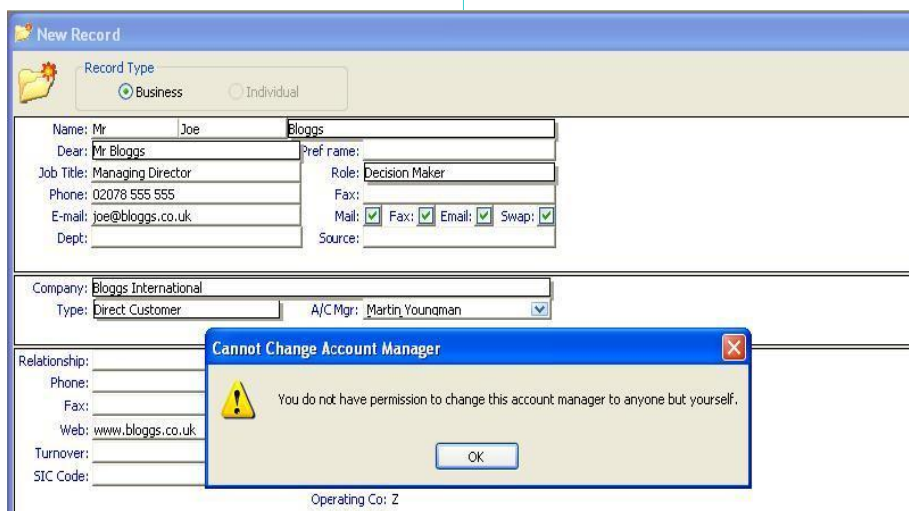 New Record
Record Type
Business Individual
Name: Mr Joe Bloggs
Dear: Mr Bloggs Pref name:
Job Title: Managing Director Role: Decision Maker
Phone: 02078 555 555 Fax:
E-mail: joe@bloggs.co.uk Mail: Fax: Email: Swap:
Dept: Source:
Company: Bloggs International
Type: Direct Customer A/C Mgr: Martin Youngman
Cannot Change Account Manager
Relationship:
Phone:
You do not have permission to change this account manager to anyone but yourself.
Fax:
Web: www.bloggs.co.uk
Turnover:
OK
SIC Code:
Operating Co: Z